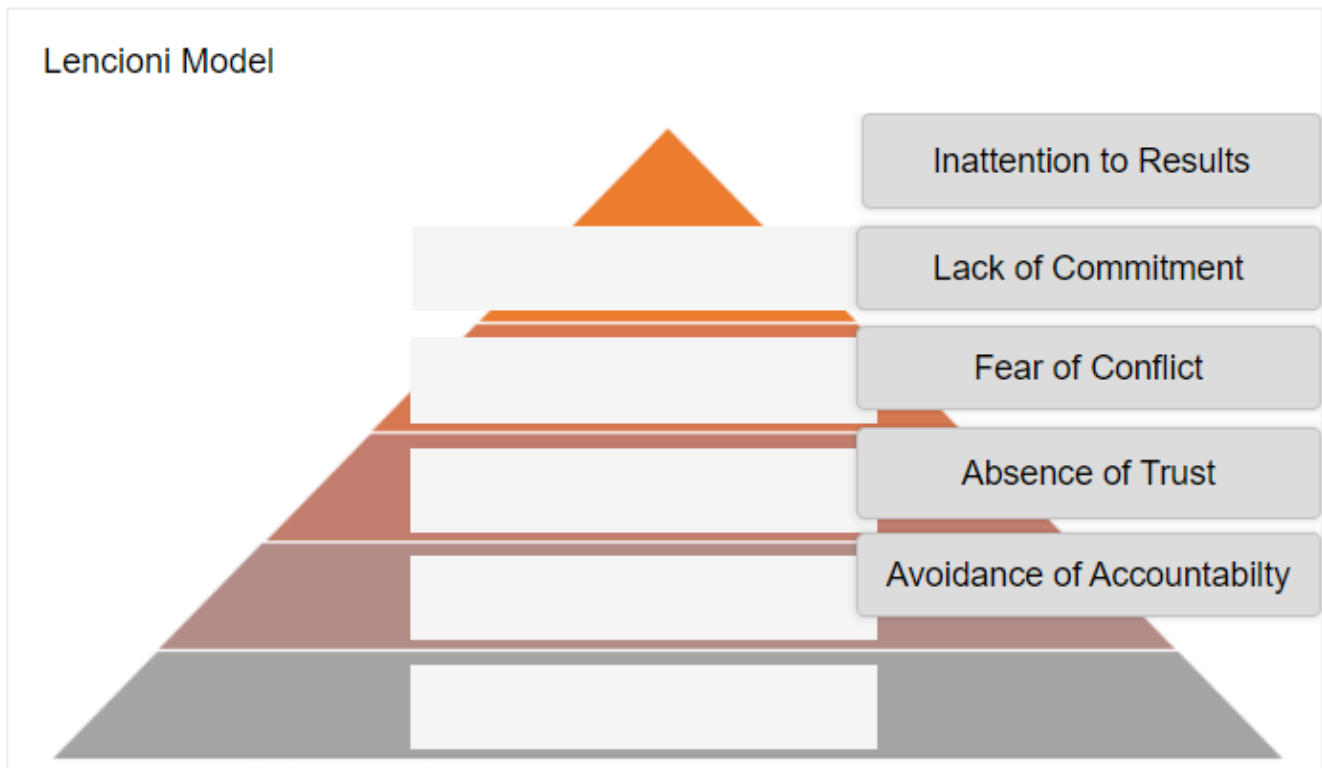 Lencioni Model
Inattention to Results
Lack of Commitment
Fear of Conflict
Absence of Trust
Avoidance of Accountabilty